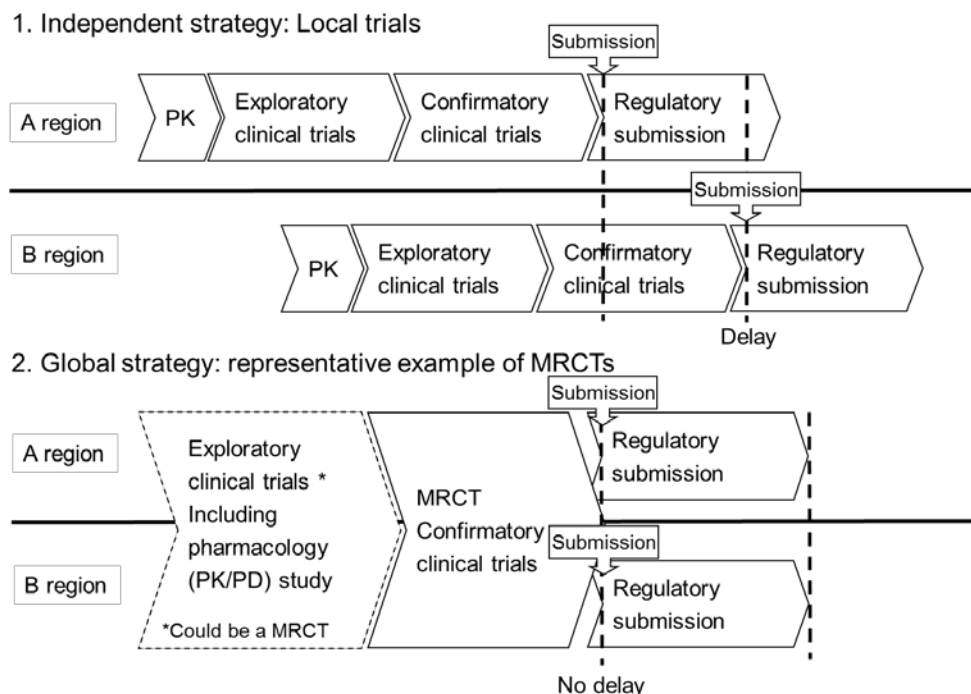 1. Independent strategy: Local trials
Submission
A region
PK
Exploratory
clinical trials
Confirmatory
clinical trials
Regulatory
submission
Submission
B region
PK
Exploratory
clinical trials
Confirmatory
clinical trials
Regulatory
submission
Delay
2. Global strategy: representative example of MRCTs
Submission
A region
Exploratory
clinical trials *
Including
pharmacology
(PK/PD) study
*Could be a MRCT
MRCT
Confirmatory
clinical trials
Regulatory
submission
Submission
B region
Regulatory
submission
No delay